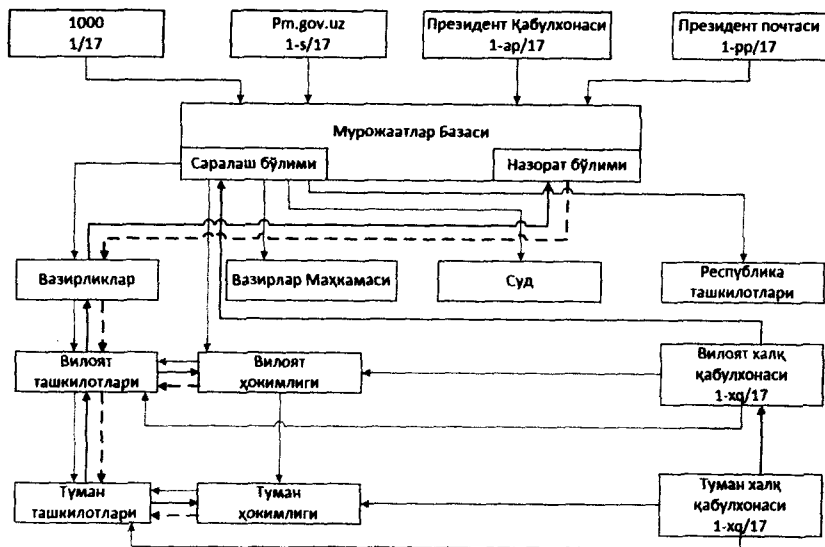 1000
1/17
Pm.gov.uz
1-s/17
Президент Қабулхонаси
1-ap/17
Президент почтаси
1-pp/17
Мурожаатлар Базаси
Саралаш бўлими
Назорат бўлими
Вазирликлар
Вазирлар Маҳкамаси
Суд
Республика
ташкилотлари
Вилоят
ташкилотлари
Вилоят
ҳокимлиги
Вилоят халқ
қабулхонаси
1-xq/17
Туман
ташкилотлари
Туман
ҳокимлиги
Туман халқ
қабулхонаси
1-xq/17